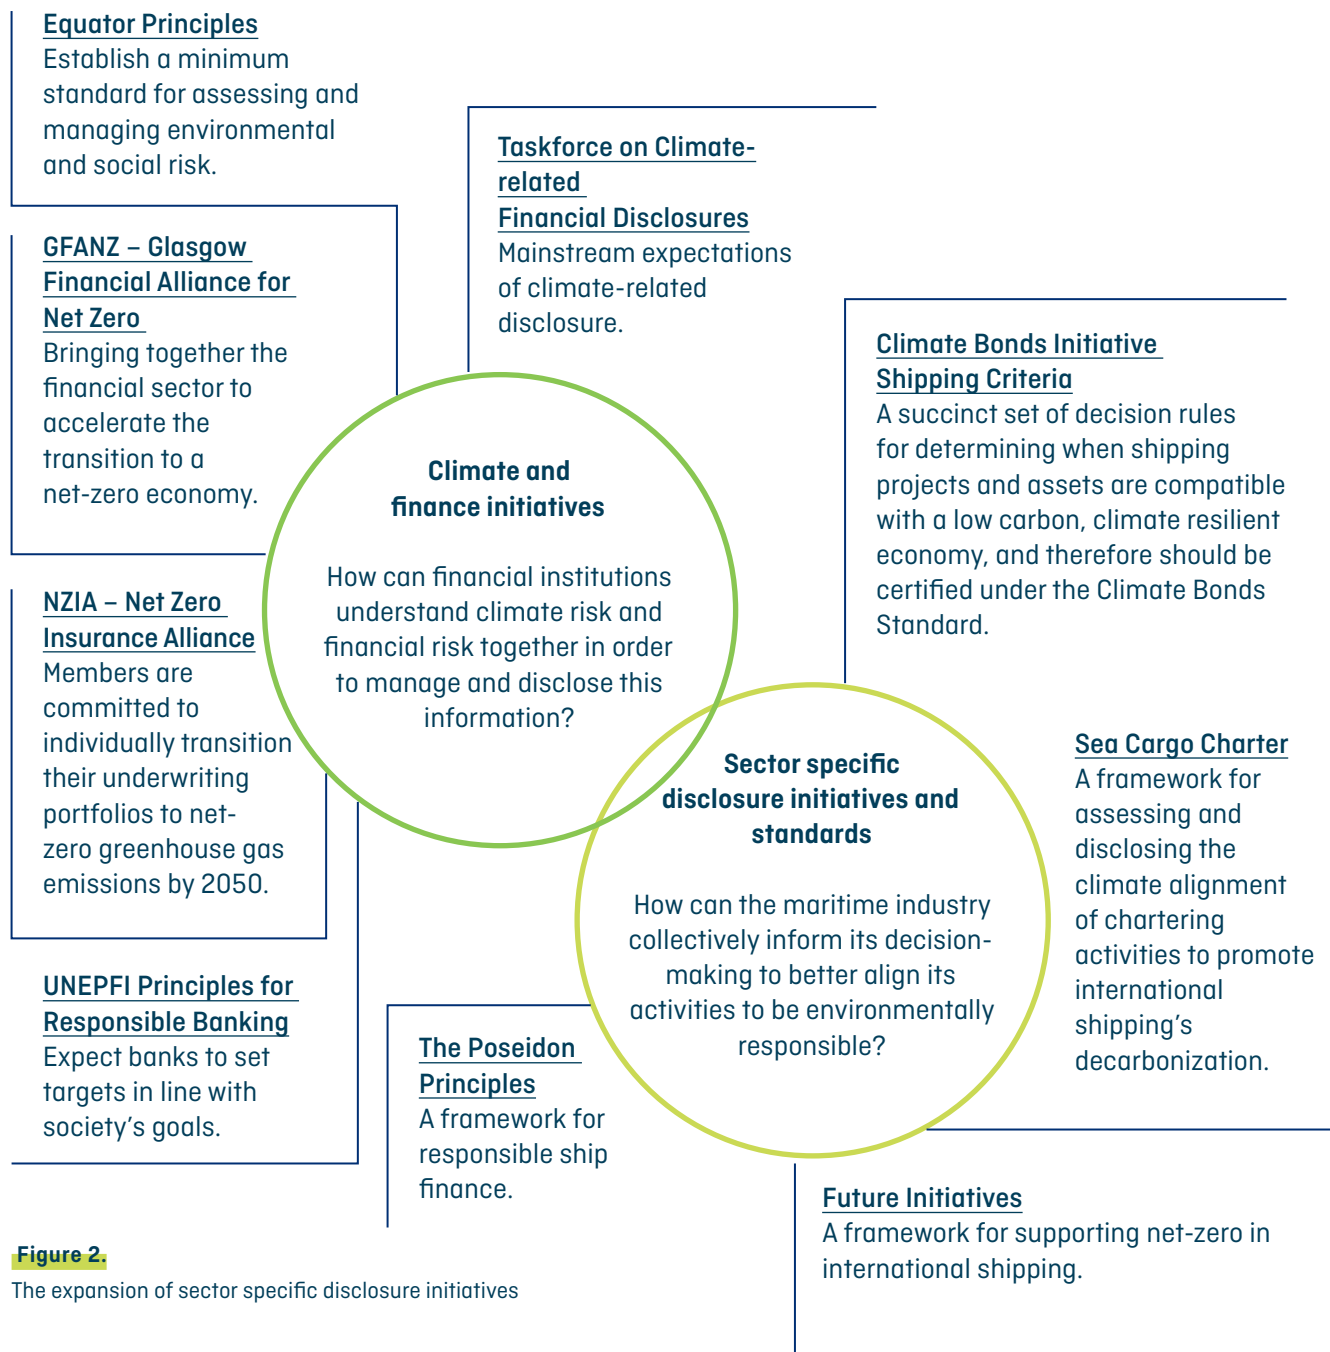 Equator Principles
Establish a minimum
standard for assessing and
managing environmental
and social risk.
GFANZ – Glasgow
Financial Alliance for
Net Zero
Bringing together the
financial sector to
accelerate the
transition to a
net-zero economy.
NZIA – Net Zero
Insurance Alliance
Members are
committed to
individually transition
their underwriting
portfolios to net-
zero greenhouse gas
emissions by 2050.
UNEPFI Principles for
Responsible Banking
Expect banks to set
targets in line with
society’s goals.
Taskforce on Climate-
related
Financial Disclosures
Mainstream expectations
of climate-related
disclosure.
Climate and
finance initiatives
How can financial institutions
understand climate risk and
financial risk together in order
to manage and disclose this
information?
Climate Bonds Initiative
Shipping Criteria
A succinct set of decision rules
for determining when shipping
projects and assets are compatible
with a low carbon, climate resilient
economy, and therefore should be
certified under the Climate Bonds
Standard.
Sector specific
disclosure initiatives and
standards
How can the maritime industry
collectively inform its decision-
making to better align its
activities to be environmentally
responsible?
Sea Cargo Charter
A framework for
assessing and
disclosing the
climate alignment
of chartering
activities to promote
international
shipping’s
decarbonization.
The Poseidon
Principles
A framework for
responsible ship
finance.
Future Initiatives
A framework for supporting net-zero in
international shipping.
Figure 2.
The expansion of sector specific disclosure initiatives